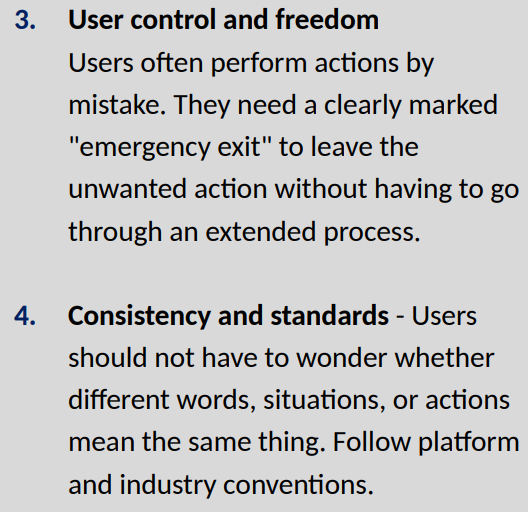 3. User control and freedom
Users often perform actions by
mistake. They need a clearly marked
"emergency exit" to leave the
unwanted action without having to go
through an extended process.
4. Consistency and standards - Users
should not have to wonder whether
different words, situations, or actions
mean the same thing. Follow platform
and industry conventions.